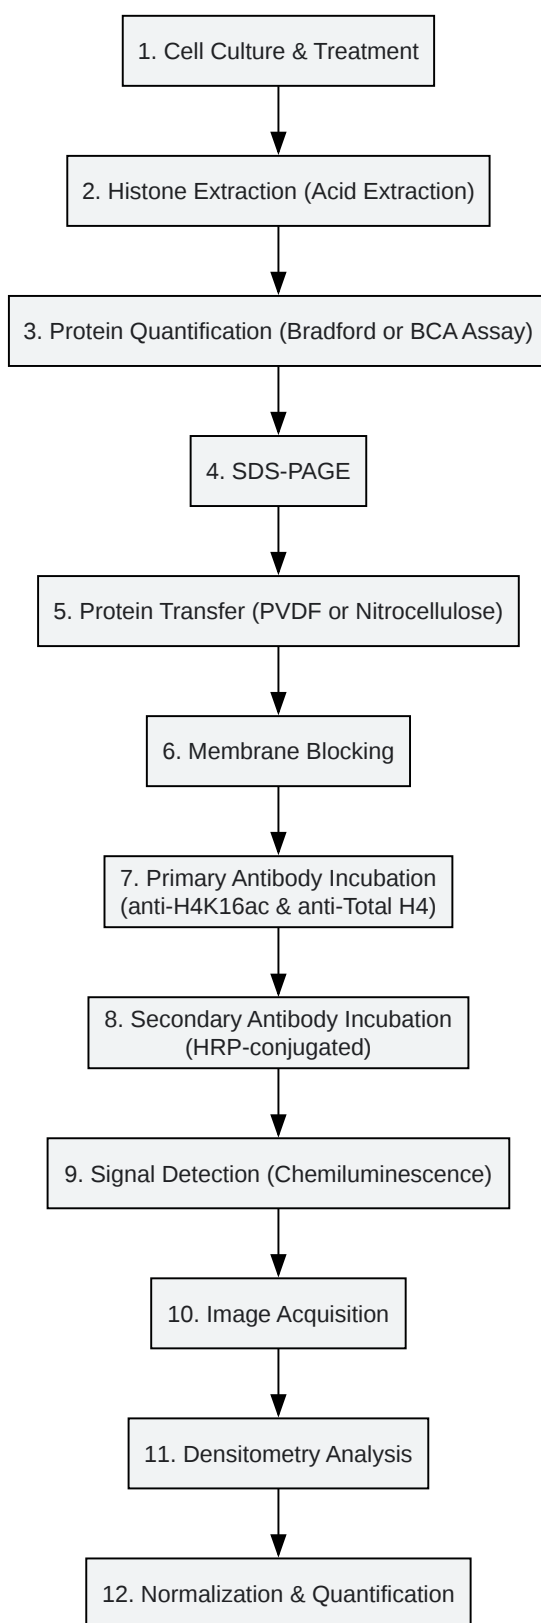 1. Cell Culture & Treatment
2. Histone Extraction (Acid Extraction)
3. Protein Quantification (Bradford or BCA Assay)
4. SDS-PAGE
5. Protein Transfer (PVDF or Nitrocellulose)
6. Membrane Blocking
7. Primary Antibody Incubation
(anti-H4K16ac & anti-Total H4)
8. Secondary Antibody Incubation
(HRP-conjugated)
9. Signal Detection (Chemiluminescence)
10. Image Acquisition
11. Densitometry Analysis
12. Normalization & Quantification